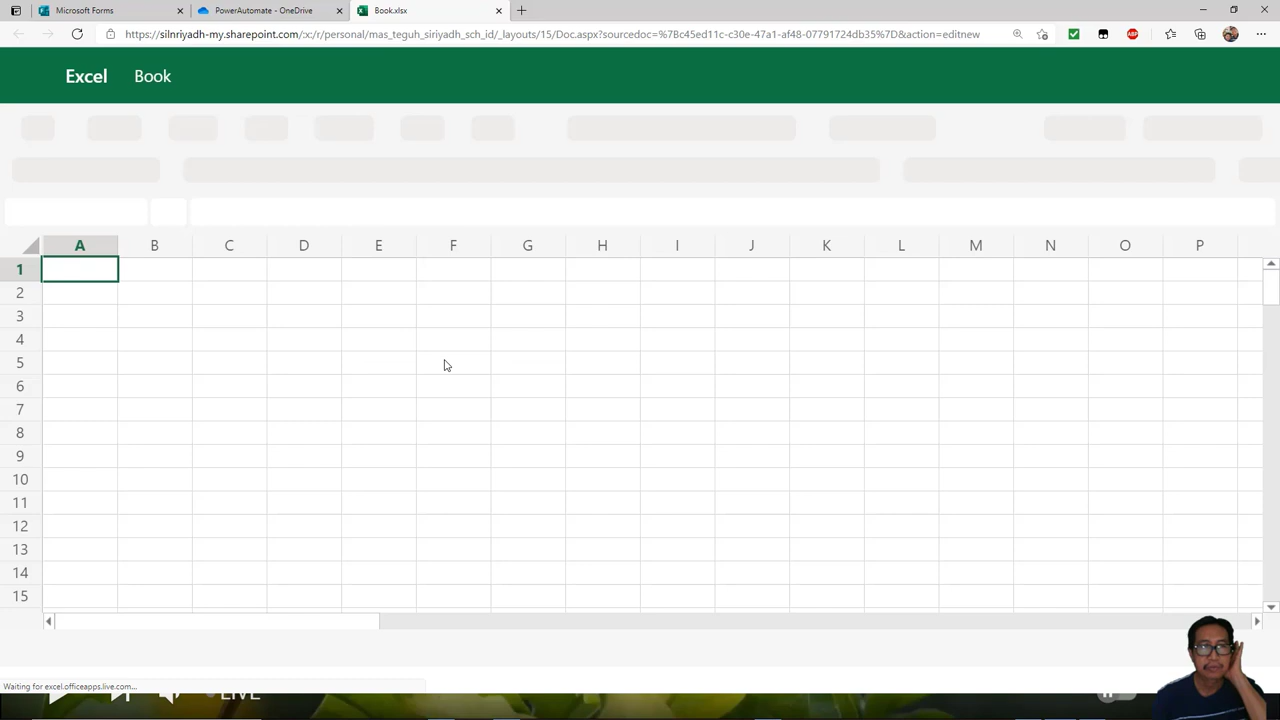 Microsoft Forms
PowerAutomate - OneDrive
Book.xlsx
https://silnriyadh-my.sharepoint.com/:x:/r/personal/mas_teguh_siriyadh_sch_id/_layouts/15/Doc.aspx?sourcedoc=%7Bc45ed11c-c30e-47a1-af48-07791724db35%7D&action=editnew
ABP
Excel Book
A B C D E F G H I J K L M N O P
1
2
3
4
5
6
7
8
9
10
11
12
13
14
15
Waiting for excel.officeapps.live.com...
LIVE